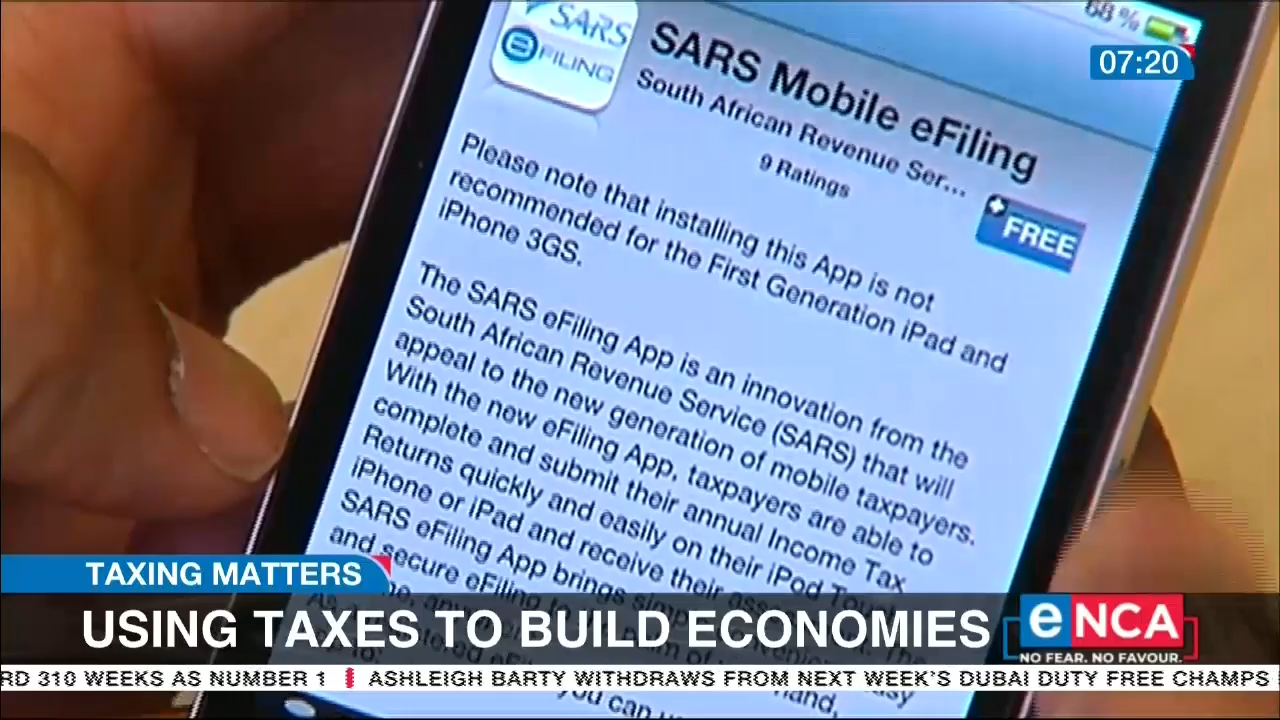 68 %
07:20
SARS
eFILING
SARS Mobile eFiling
South African Revenue Ser...
9 Ratings
FREE
Please note that installing this App is not
recommended for the First Generation iPad and
iPhone 3GS.
The SARS eFiling App is an innovation from the
South African Revenue Service (SARS) that will
appeal to the new generation of mobile taxpayers.
With the new eFiling App, taxpayers are able to
complete and submit their annual Income Tax
Returns quickly and easily on their iPod
iPhone or iPad and receive their
SARS eFiling App brings
and secure eFiling
hand,
you can
TAXING MATTERS
USING TAXES TO BUILD ECONOMIES
eNCA
NO FEAR. NO FAVOUR.
RD 310 WEEKS AS NUMBER 1 ASHLEIGH BARTY WITHDRAWS FROM NEXT WEEK'S DUBAI DUTY FREE CHAMPS